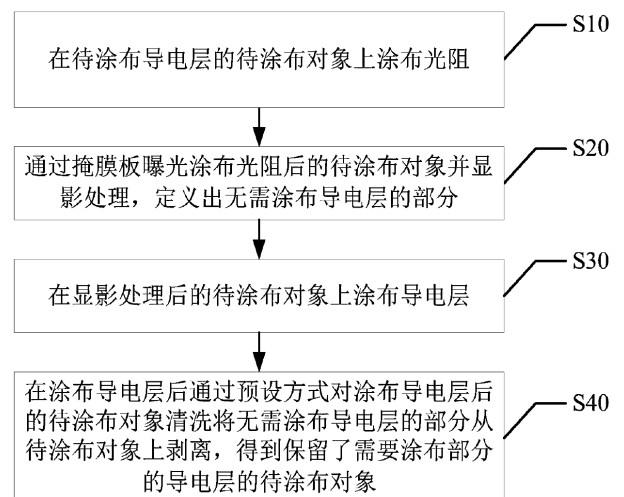 在待涂布导电层的待涂布对象上涂布光阻
S10
通过掩膜板曝光涂布光阻后的待涂布对象并显
影处理，定义出无需涂布导电层的部分
S20
在显影处理后的待涂布对象上涂布导电层
S30
在涂布导电层后通过预设方式对涂布导电层后
的待涂布对象清洗将无需涂布导电层的部分从
待涂布对象上剥离，得到保留了需要涂布部分
的导电层的待涂布对象
S40